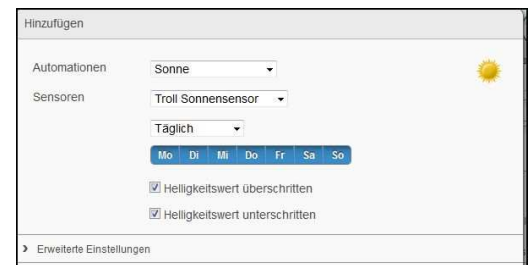 Hinzufügen
Automationen Sonne
Sensoren Troll Sonnensensor
Täglich
Mo Di Mi Do Fr Sa So
Helligkeitswert überschritten
Helligkeitswert unterschritten
Erweiterte Einstellungen